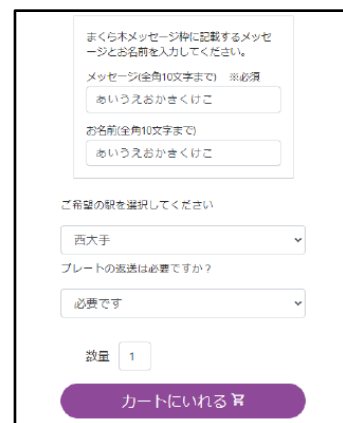 まくら木メッセージ枠に記載するメッセ
ージとお名前を入力してください。
メッセージ(全角10文字まで)　※必須
あいうえおかきくけこ
お名前(全角10文字まで)
あいうえおかきくけこ
ご希望の駅を選択してください
西大手
プレートの返送は必要ですか？
必要です
数量 1
カートにいれる